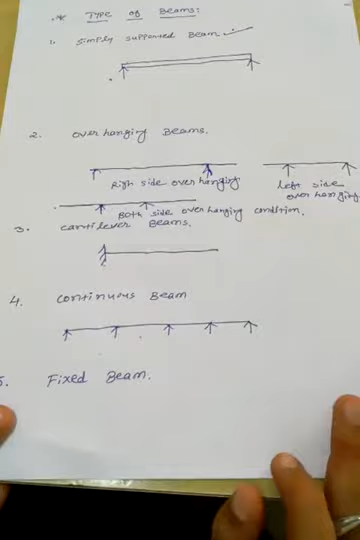 * Type of Beams:
1. Simply supported Beam
2. over hanging Beams.
Right side over hanging
left side over hanging
Both side over hanging condition.
3. cantilever Beams.
4. continuous Beam
5. Fixed Beam.